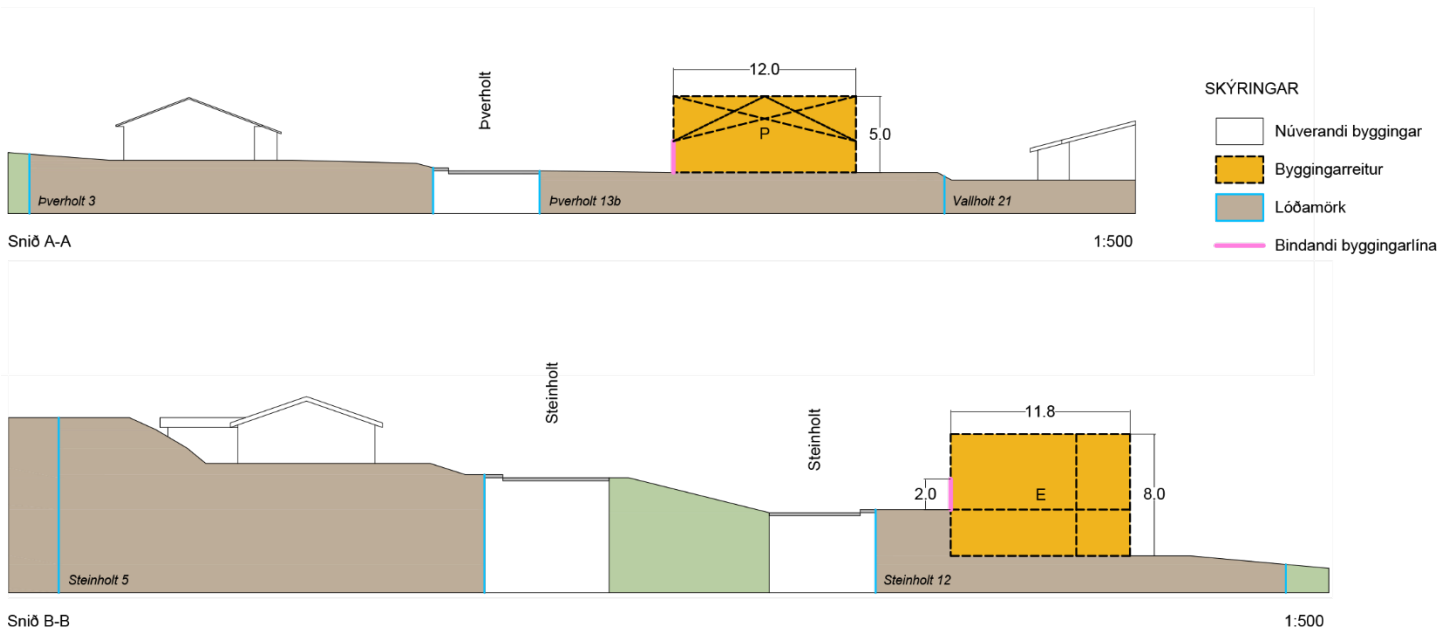 Þverholt
12.0
P
5.0
Þverholt 3
Þverholt 13b
Vallholt 21
Snið A-A
1:500
SKÝRINGAR
Núverandi byggingar
Byggingarreitur
Lóðamörk
Bindandi byggingarlína
Steinholt
Steinholt
11.8
2.0
E
8.0
Steinholt 5
Steinholt 12
Snið B-B
1:500